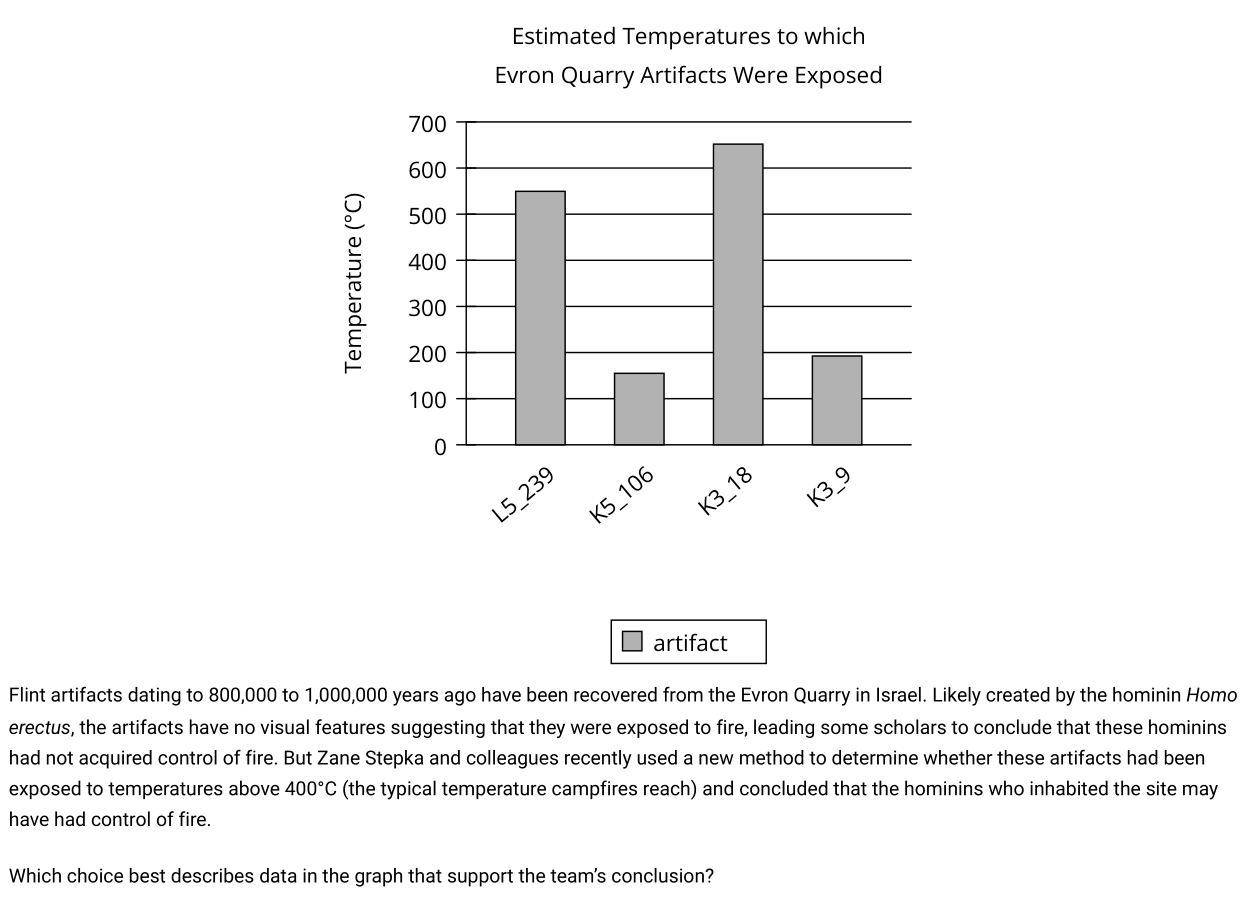 Estimated Temperatures to which
Evron Quarry Artifacts Were Exposed
Temperature (°C)
700
600
500
400
300
200
100
0
L5_239
K5_106
K3_18
K3_9
artifact
Flint artifacts dating to 800,000 to 1,000,000 years ago have been recovered from the Evron Quarry in Israel. Likely created by the hominin Homo
erectus, the artifacts have no visual features suggesting that they were exposed to fire, leading some scholars to conclude that these hominins
had not acquired control of fire. But Zane Stepka and colleagues recently used a new method to determine whether these artifacts had been
exposed to temperatures above 400°C (the typical temperature campfires reach) and concluded that the hominins who inhabited the site may
have had control of fire.
Which choice best describes data in the graph that support the team’s conclusion?